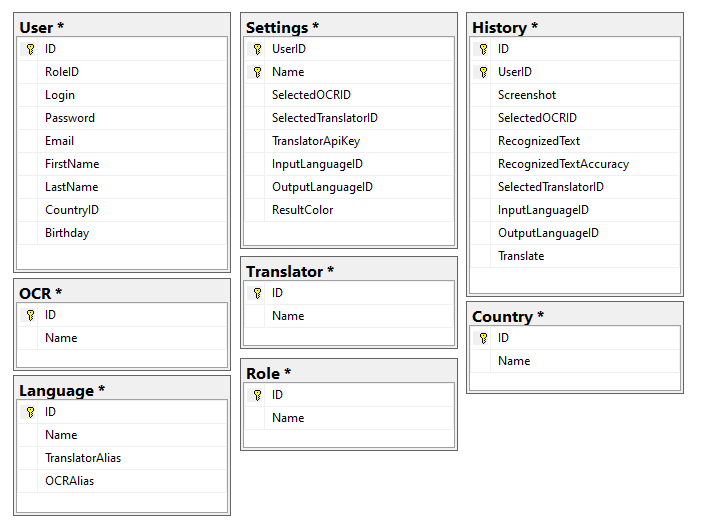 User *
ID
RoleID
Login
Password
Email
FirstName
LastName
CountryID
Birthday
Settings *
UserID
Name
SelectedOCRID
SelectedTranslatorID
TranslatorApiKey
InputLanguageID
OutputLanguageID
ResultColor
History *
ID
UserID
Screenshot
SelectedOCRID
RecognizedText
RecognizedTextAccuracy
SelectedTranslatorID
InputLanguageID
OutputLanguageID
Translate
OCR *
ID
Name
Translator *
ID
Name
Country *
ID
Name
Language *
ID
Name
TranslatorAlias
OCRAlias
Role *
ID
Name